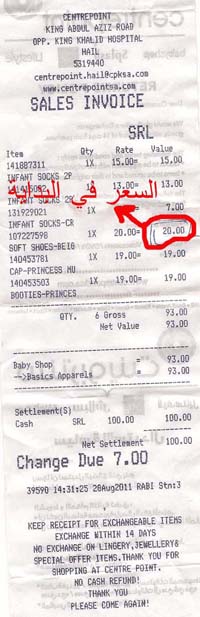 CENTREPOINT
KING ABDUL AZIZ ROAD
OPP. KING KHALID HOSPITAL
HAIL
5319440
centrepoint.hail@cpksa.com
www.centrepointsa.com
SALES INVOICE
SRL
Item Qty Rate Value
141887311 1X 15.00= 15.00
INFANT SOCKS 2P
13.00= 13.00
السعر في البداية
INFANT SOCKS 2P
131929021 1X 7.00
INFANT SOCKS-CR
107227598 1X 20.00= 20.00
SOFT SHOES-BEIG
140453781 1X 19.00= 19.00
CAP-PRINCESS MU
140453503 1X 19.00= 19.00
BOOTIES-PRINCES
QTY. 6 Gross 93.00
Net Value 93.00
Baby Shop = 93.00
-->Basics Apparels = 93.00
Settlement(S)
Cash SRL 100.00 100.00
Net Settlement 100.00
Change Due 7.00
39590 14:31:25 28Aug2011 RABI Stn:3
KEEP RECEIPT FOR EXCHANGEABLE ITEMS
EXCHANGE WITHIN 14 DAYS
NO EXCHANGE ON LINGERY,JEWELLERY&
SPECIAL OFFER ITEMS.THANK YOU FOR
SHOPPING AT CENTRE POINT.
NO CASH REFUND!
THANK YOU
PLEASE COME AGAIN!